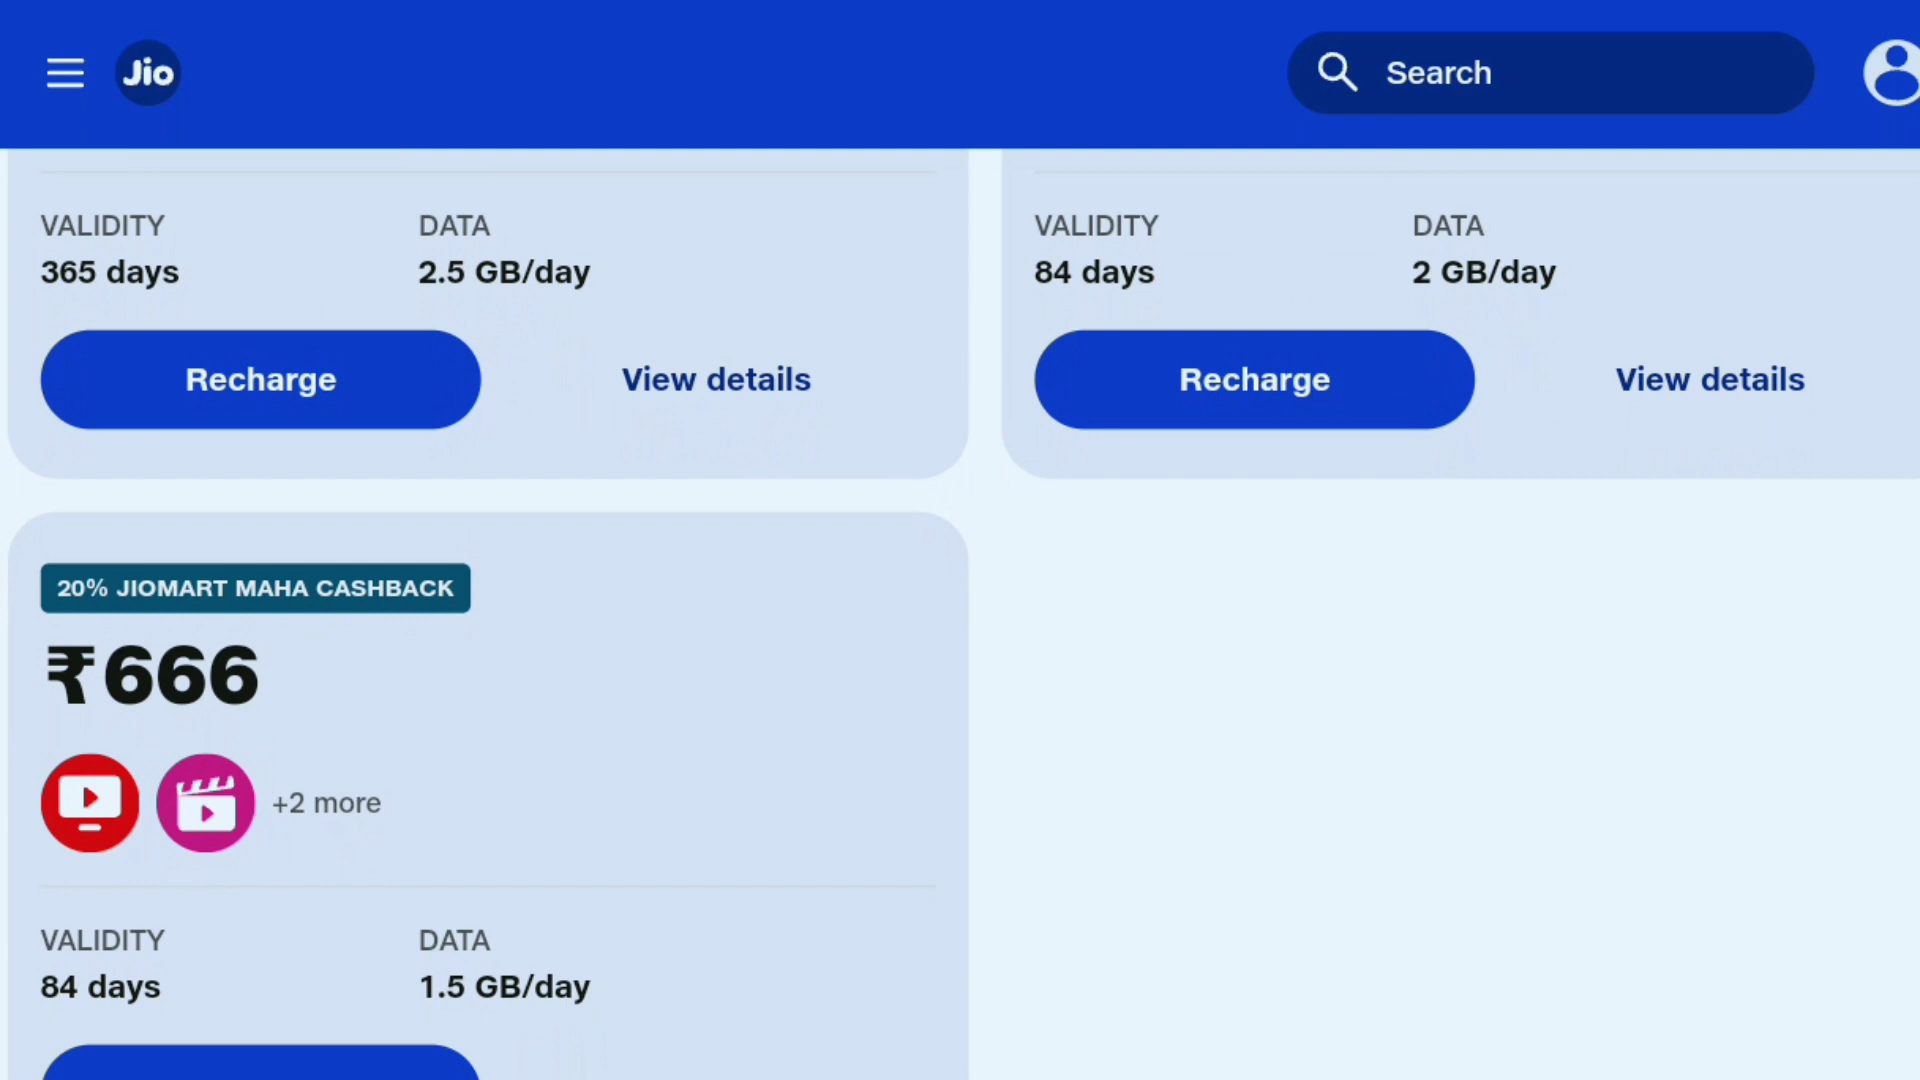 Jio
Search
VALIDITY
DATA
365 days
2.5 GB/day
Recharge
View details
VALIDITY
DATA
84 days
2 GB/day
Recharge
View details
20% JIOMART MAHA CASHBACK
₹666
+2 more
VALIDITY
DATA
84 days
1.5 GB/day